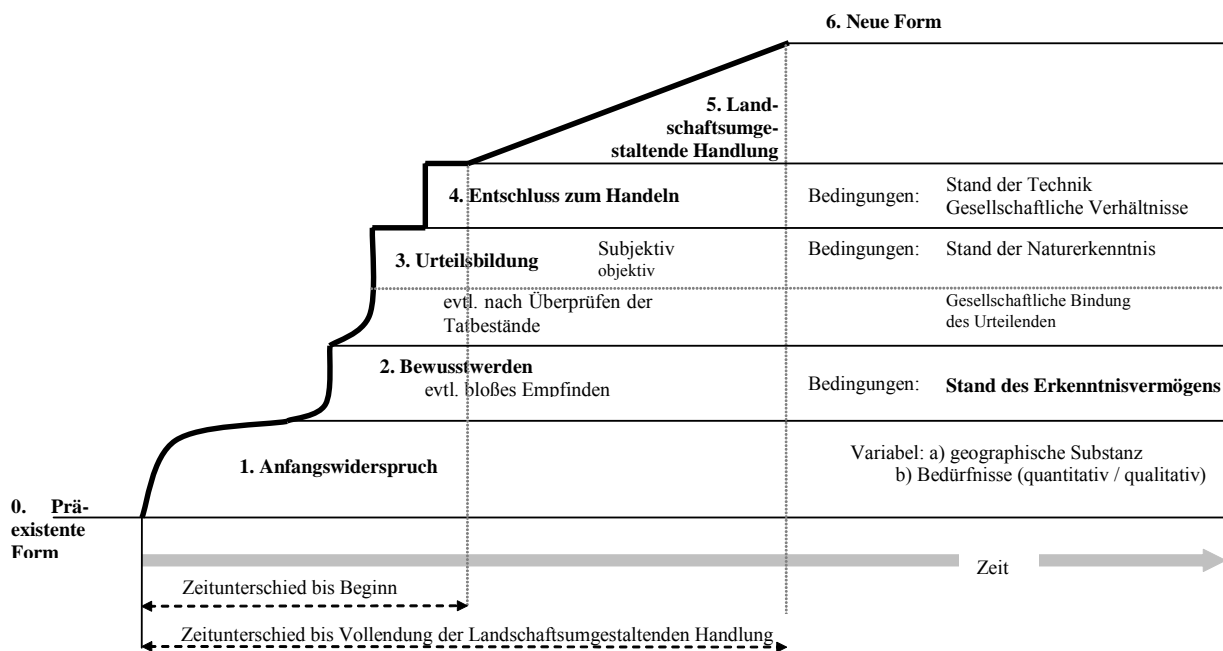 6. Neue Form
5. Land-
schaftsumge-
staltende Handlung
4. Entschluss zum Handeln
Bedingungen:
Stand der Technik
Gesellschaftliche Verhältnisse
3. Urteilsbildung
Subjektiv
objektiv
Bedingungen:
Stand der Naturerkenntnis
evtl. nach Überprüfen der
Tatbestände
Gesellschaftliche Bindung
des Urteilenden
2. Bewusstwerden
evtl. bloßes Empfinden
Bedingungen:
Stand des Erkenntnisvermögens
1. Anfangswiderspruch
Variabel: a) geographische Substanz
b) Bedürfnisse (quantitativ / qualitativ)
0. Prä-
existente
Form
Zeit
Zeitunterschied bis Beginn
Zeitunterschied bis Vollendung der Landschaftsumgestaltenden Handlung